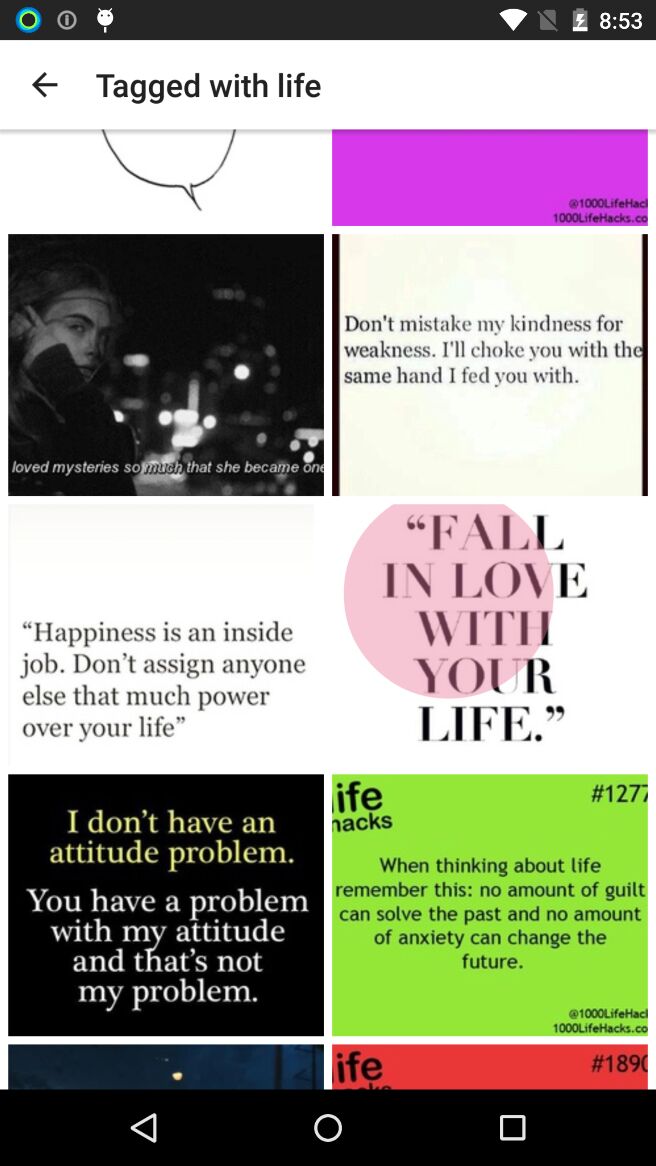 8:53
Tagged with life
@1000LifeHac
1000LifeHacks.co
loved mysteries so much that she became one
Don't mistake my kindness for
weakness. I'll choke you with the
same hand I fed you with.
“Happiness is an inside
job. Don’t assign anyone
else that much power
over your life”
“FALL
IN LOVE
WITH
YOUR
LIFE.”
I don’t have an
attitude problem.
You have a problem
with my attitude
and that’s not
my problem.
life
hacks
#1277
When thinking about life
remember this: no amount of guilt
can solve the past and no amount
of anxiety can change the
future.
@1000LifeHac
1000LifeHacks.co
life
#1890